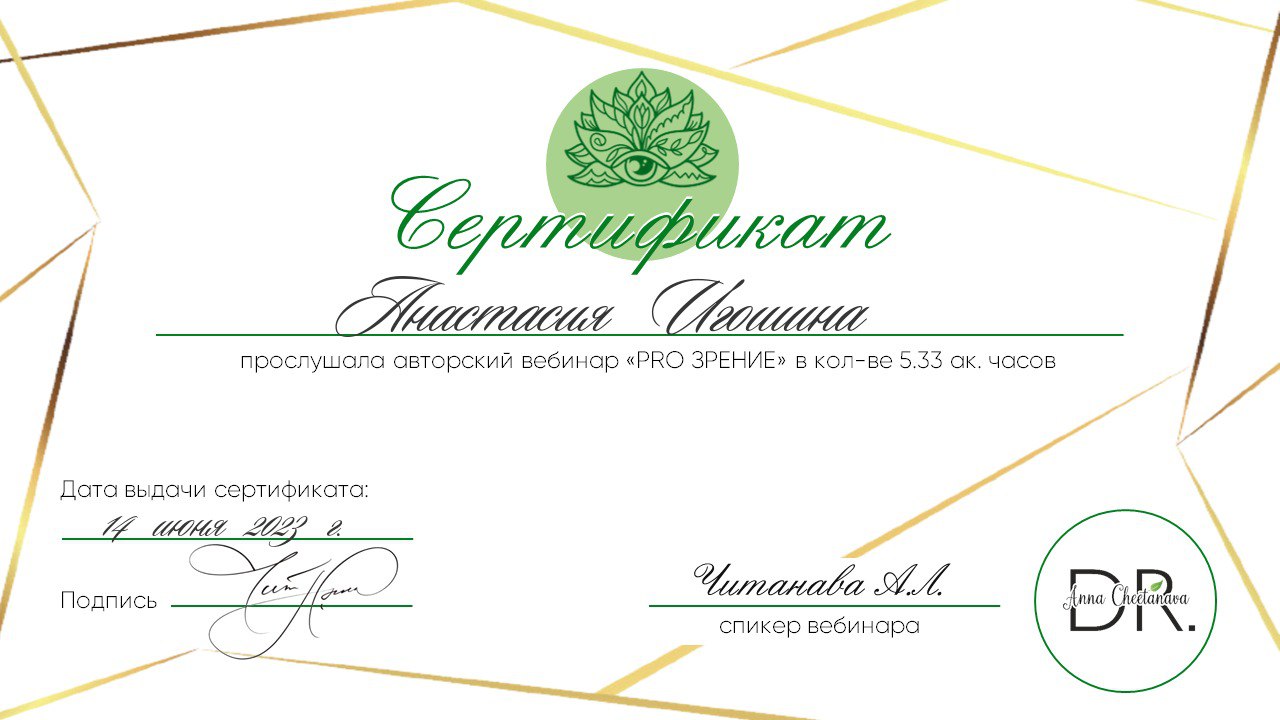 Сертификат
Анастасия Игошина
прослушала авторский вебинар «PRO ЗРЕНИЕ» в кол-ве 5.33 ак. часов
Дата выдачи сертификата:
14 июня 2023 г.
Подпись
Читанава А.Л.
спикер вебинара
DR.
Anna Cheetanava